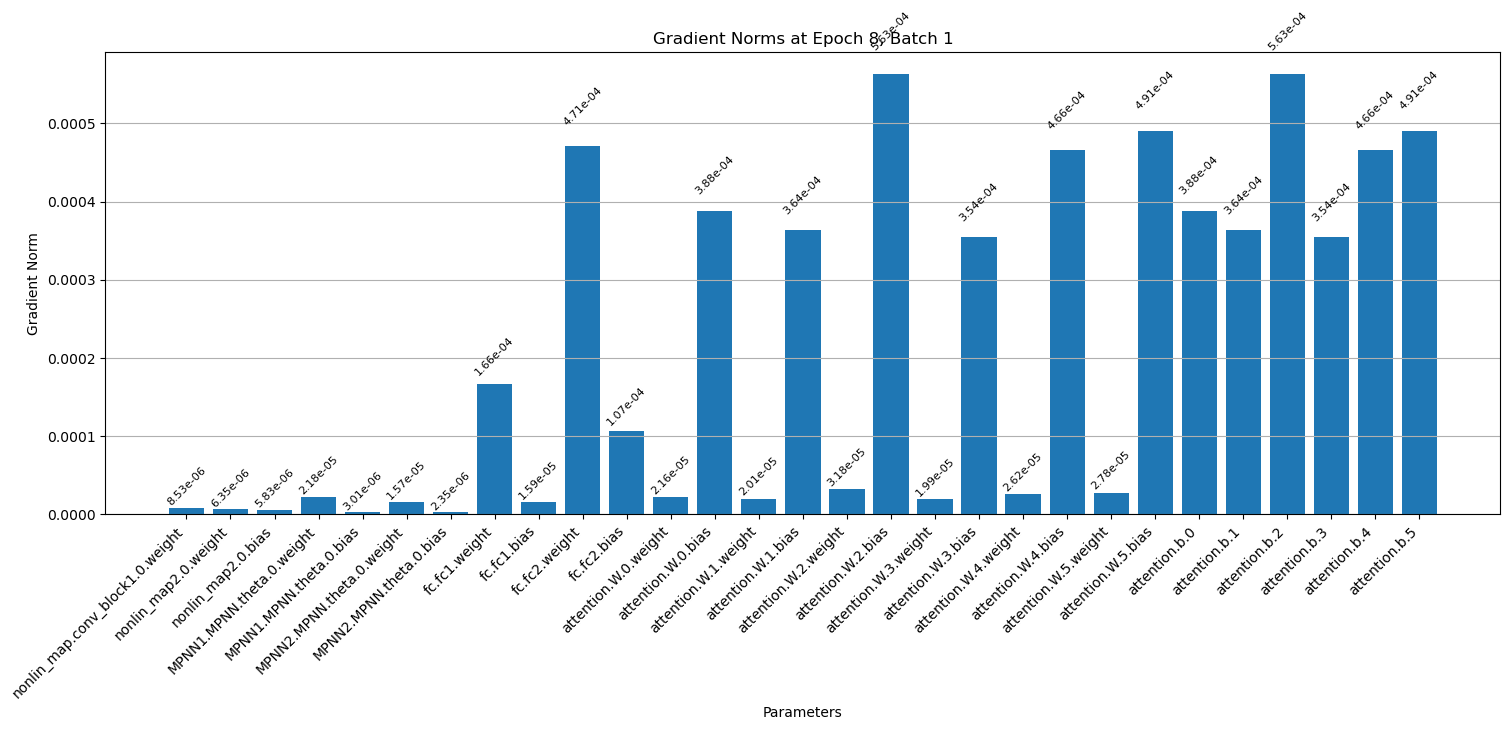 Gradient Norms at Epoch 8, Batch 1
Gradient Norm
0.0005
0.0004
0.0003
0.0002
0.0001
0.0000
8.53e-06
6.35e-06
5.83e-06
2.18e-05
3.01e-06
1.57e-05
2.35e-06
1.66e-04
1.59e-05
4.71e-04
1.07e-04
2.16e-05
3.88e-04
2.01e-05
3.64e-04
3.18e-05
5.63e-04
1.99e-05
3.54e-04
2.62e-05
4.66e-04
2.78e-05
4.91e-04
3.88e-04
3.64e-04
5.63e-04
3.54e-04
4.66e-04
4.91e-04
nonlin_map.conv_block1.0.weight
nonlin_map2.0.weight
nonlin_map2.0.bias
MPNN1.MPNN.theta.0.weight
MPNN1.MPNN.theta.0.bias
MPNN2.MPNN.theta.0.weight
MPNN2.MPNN.theta.0.bias
fc.fc1.weight
fc.fc1.bias
fc.fc2.weight
fc.fc2.bias
attention.W.0.weight
attention.W.0.bias
attention.W.1.weight
attention.W.1.bias
attention.W.2.weight
attention.W.2.bias
attention.W.3.weight
attention.W.3.bias
attention.W.4.weight
attention.W.4.bias
attention.W.5.weight
attention.W.5.bias
attention.b.0
attention.b.1
attention.b.2
attention.b.3
attention.b.4
attention.b.5
Parameters